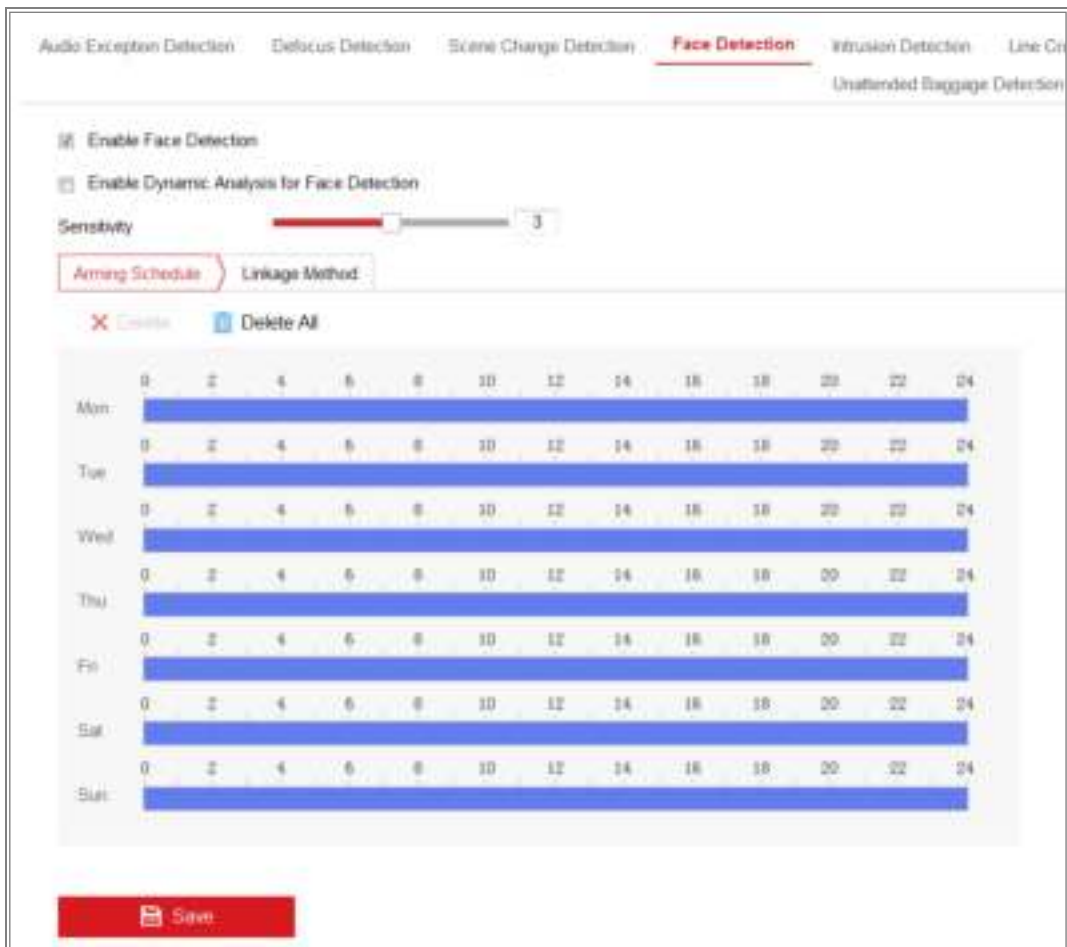 Audio Exception Detection Defocus Detection Scene Change Detection Face Detection Intrusion Detection Line Cro
Unattended Baggage Detection
Enable Face Detection
Enable Dynamic Analysis for Face Detection
Sensitivity 3
Arming Schedule Linkage Method
Delete Delete All
0 2 4 6 8 10 12 14 16 18 20 22 24
Mon
0 2 4 6 8 10 12 14 16 18 20 22 24
Tue
0 2 4 6 8 10 12 14 16 18 20 22 24
Wed
0 2 4 6 8 10 12 14 16 18 20 22 24
Thu
0 2 4 6 8 10 12 14 16 18 20 22 24
Fri
0 2 4 6 8 10 12 14 16 18 20 22 24
Sat
0 2 4 6 8 10 12 14 16 18 20 22 24
Sun
Save